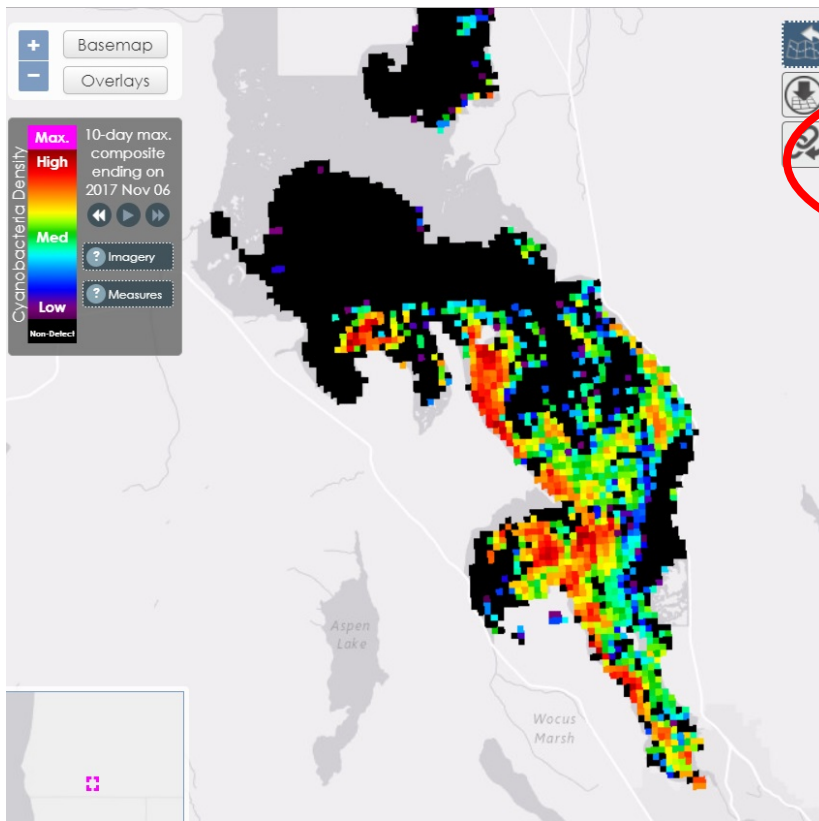 +
Basemap
−
Overlays
Cyanobacteria Density
Max.
High
Med
Low
Non-Detect
10-day max.
composite
ending on
2017 Nov 06
? Imagery
? Measures
Aspen
Lake
Wocus
Marsh